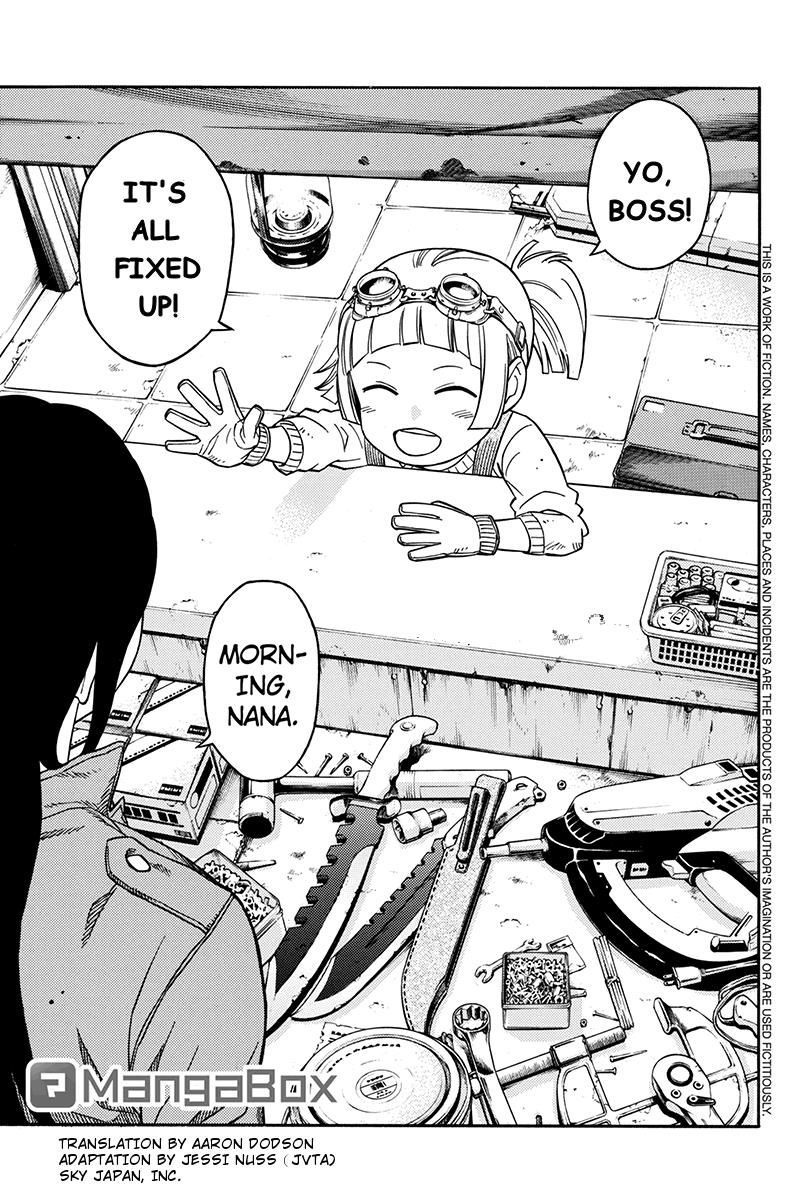 YO,
BOSS!
IT'S
ALL
FIXED
UP!
MORN-
ING,
NANA.
THIS IS A WORK OF FICTION. NAMES, CHARACTERS, PLACES AND INCIDENTS ARE THE PRODUCTS OF THE AUTHOR'S IMAGINATION OR ARE USED FICTITIOUSLY.
MangaBox
TRANSLATION BY AARON DODSON
ADAPTATION BY JESSI NUSS (JVTA)
SKY JAPAN, INC.